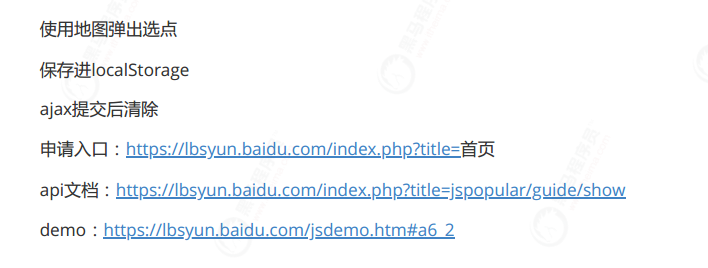 使用地图弹出选点
保存进localStorage
ajax提交后清除
申请入口：https://lbsyun.baidu.com/index.php?title=首页
api文档：https://lbsyun.baidu.com/index.php?title=jspopular/guide/show
demo：https://lbsyun.baidu.com/jsdemo.htm#a6_2